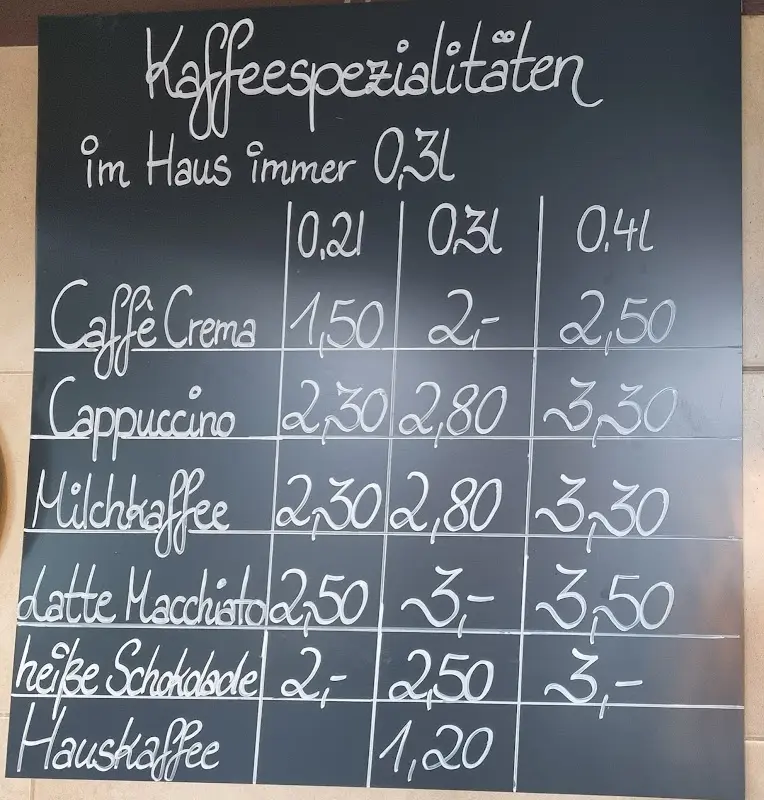 Kaffeespezialitäten
im Haus immer 0,3l
0,2l 0,3l 0,4l
Caffè Crema 1,50 2,- 2,50
Cappuccino 2,30 2,80 3,30
Milchkaffee 2,30 2,80 3,30
Latte Macchiato 2,50 3,- 3,50
heiße Schokolade 2,- 2,50 3,-
Hauskaffee 1,20